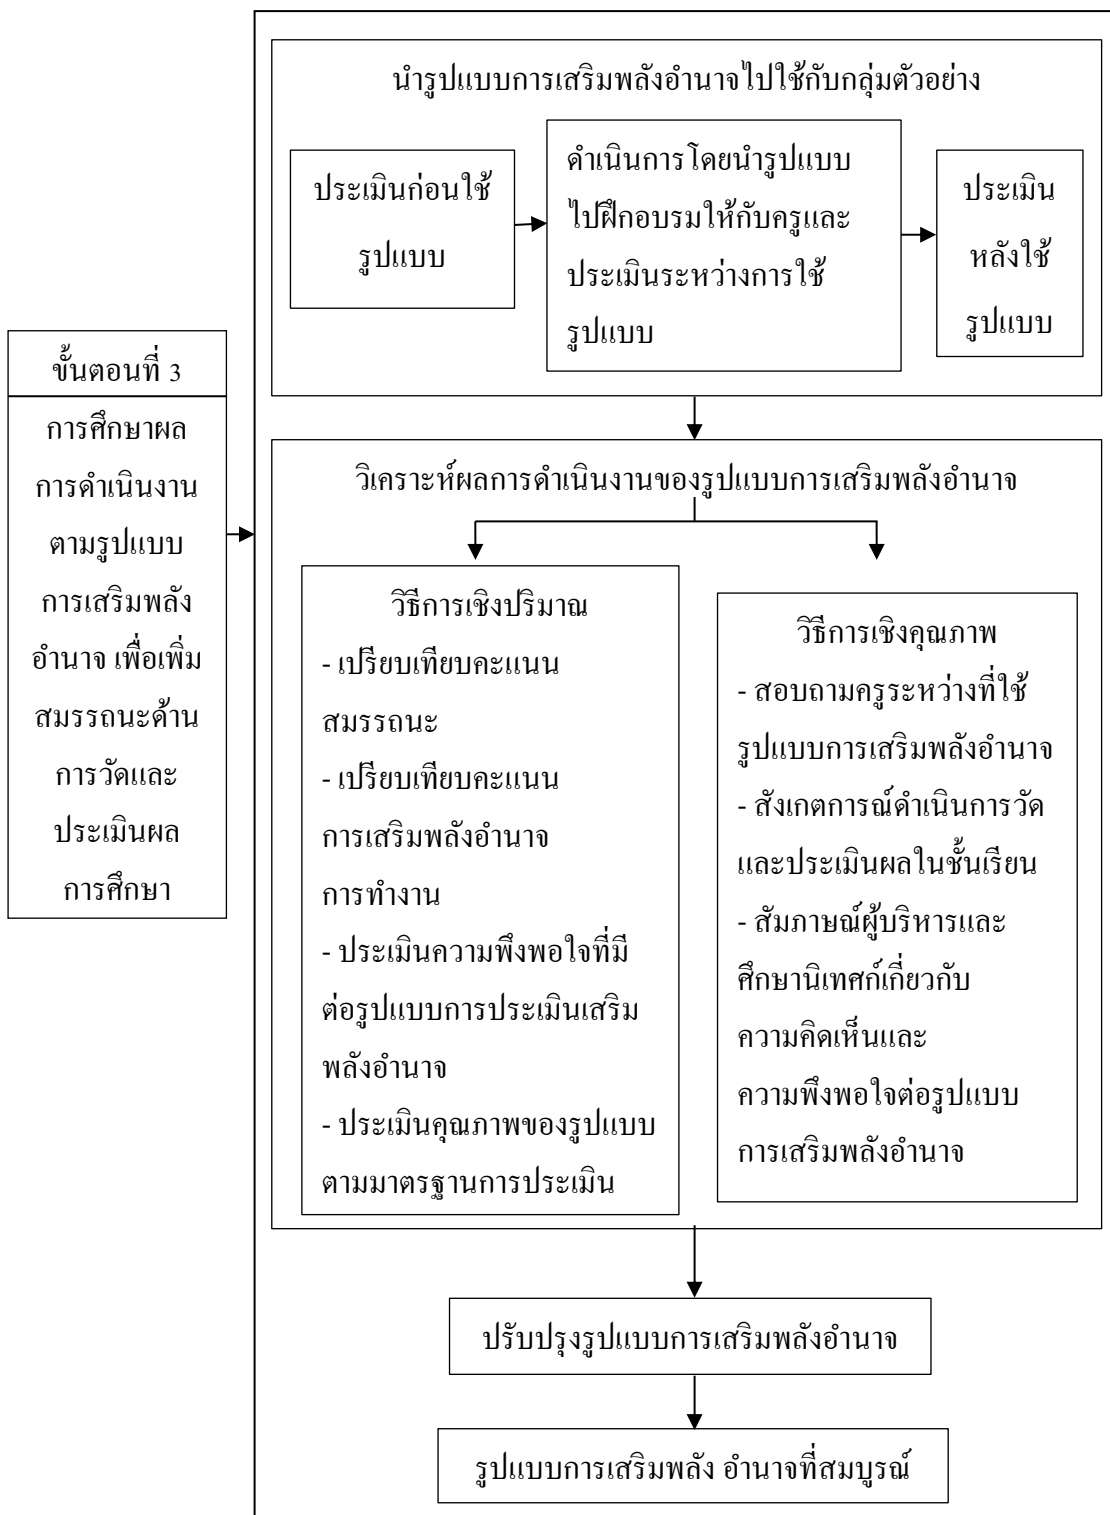 นำรูปแบบการเสริมพลังอำนาจไปใช้กับกลุ่มตัวอย่าง
ประเมินก่อนใช้
รูปแบบ
ดำเนินการโดยนำรูปแบบ
ไปฝึกอบรมให้กับครูและ
ประเมินระหว่างการใช้
รูปแบบ
ประเมิน
หลังใช้
รูปแบบ
ขั้นตอนที่ 3
การศึกษาผล
การดำเนินงาน
ตามรูปแบบ
การเสริมพลัง
อำนาจ เพื่อเพิ่ม
สมรรถนะด้าน
การวัดและ
ประเมินผล
การศึกษา
วิเคราะห์ผลการดำเนินงานของรูปแบบการเสริมพลังอำนาจ
วิธีการเชิงปริมาณ
- เปรียบเทียบคะแนน
สมรรถนะ
- เปรียบเทียบคะแนน
การเสริมพลังอำนาจ
การทำงาน
- ประเมินความพึงพอใจที่มี
ต่อรูปแบบการประเมินเสริม
พลังอำนาจ
- ประเมินคุณภาพของรูปแบบ
ตามมาตรฐานการประเมิน
วิธีการเชิงคุณภาพ
- สอบถามครูระหว่างที่ใช้
รูปแบบการเสริมพลังอำนาจ
- สังเกตการณ์ดำเนินการวัด
และประเมินผลในชั้นเรียน
- สัมภาษณ์ผู้บริหารและ
ศึกษานิเทศก์เกี่ยวกับ
ความคิดเห็นและ
ความพึงพอใจต่อรูปแบบ
การเสริมพลังอำนาจ
ปรับปรุงรูปแบบการเสริมพลังอำนาจ
รูปแบบการเสริมพลัง อำนาจที่สมบูรณ์